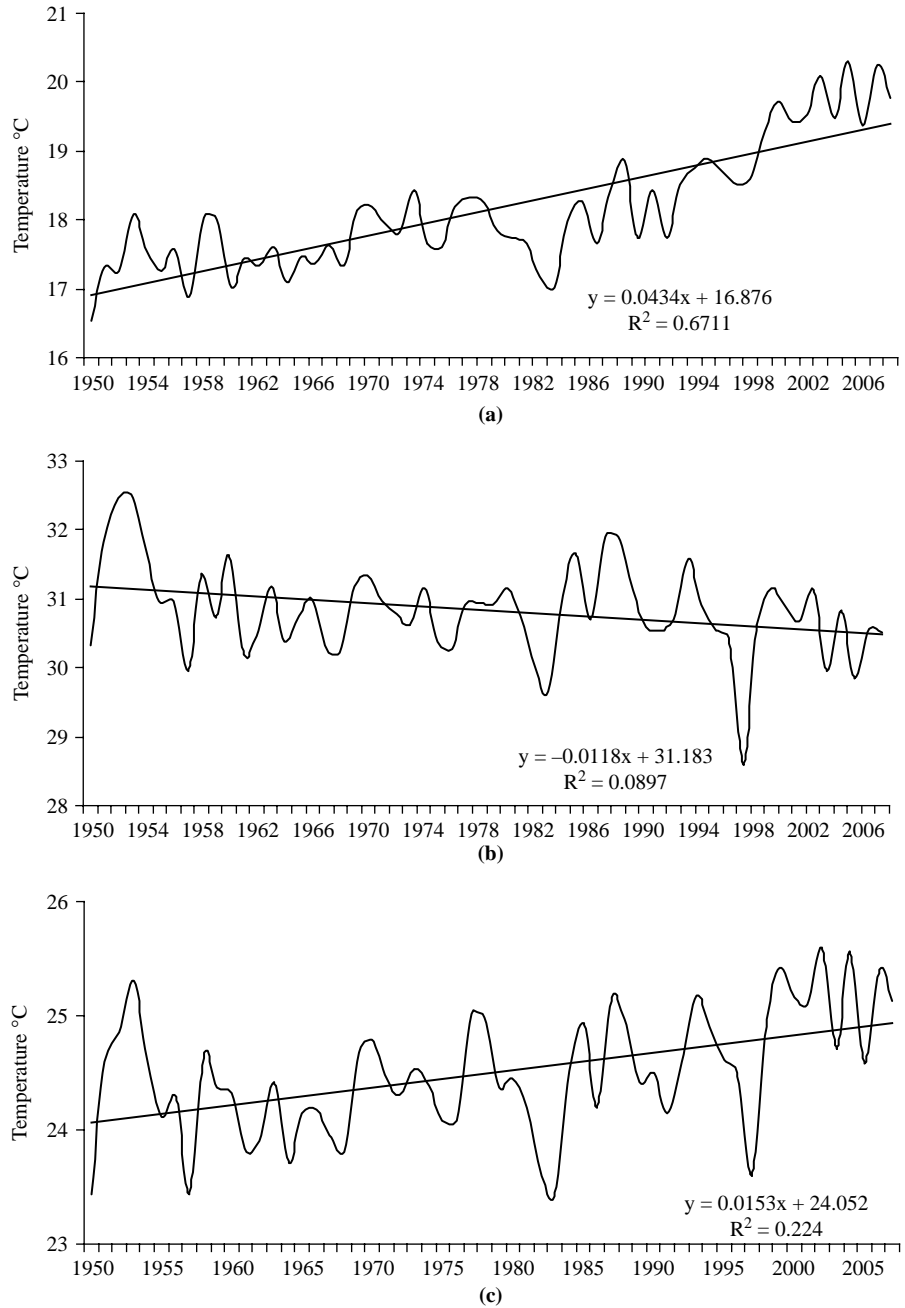 21
20
19
18
17
16
Temperature °C
y = 0.0434x + 16.876
R² = 0.6711
1950 1954 1958 1962 1966 1970 1974 1978 1982 1986 1990 1994 1998 2002 2006
(a)
33
32
31
30
29
28
Temperature °C
y = –0.0118x + 31.183
R² = 0.0897
1950 1954 1958 1962 1966 1970 1974 1978 1982 1986 1990 1994 1998 2002 2006
(b)
26
25
24
23
Temperature °C
y = 0.0153x + 24.052
R² = 0.224
1950 1955 1960 1965 1970 1975 1980 1985 1990 1995 2000 2005
(c)